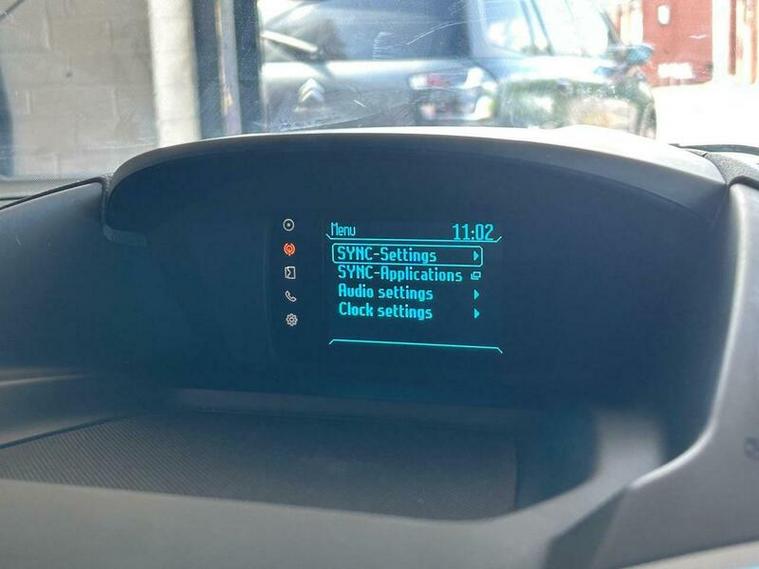 Menu 11:02
SYNC-Settings
SYNC-Applications
Audio settings
Clock settings